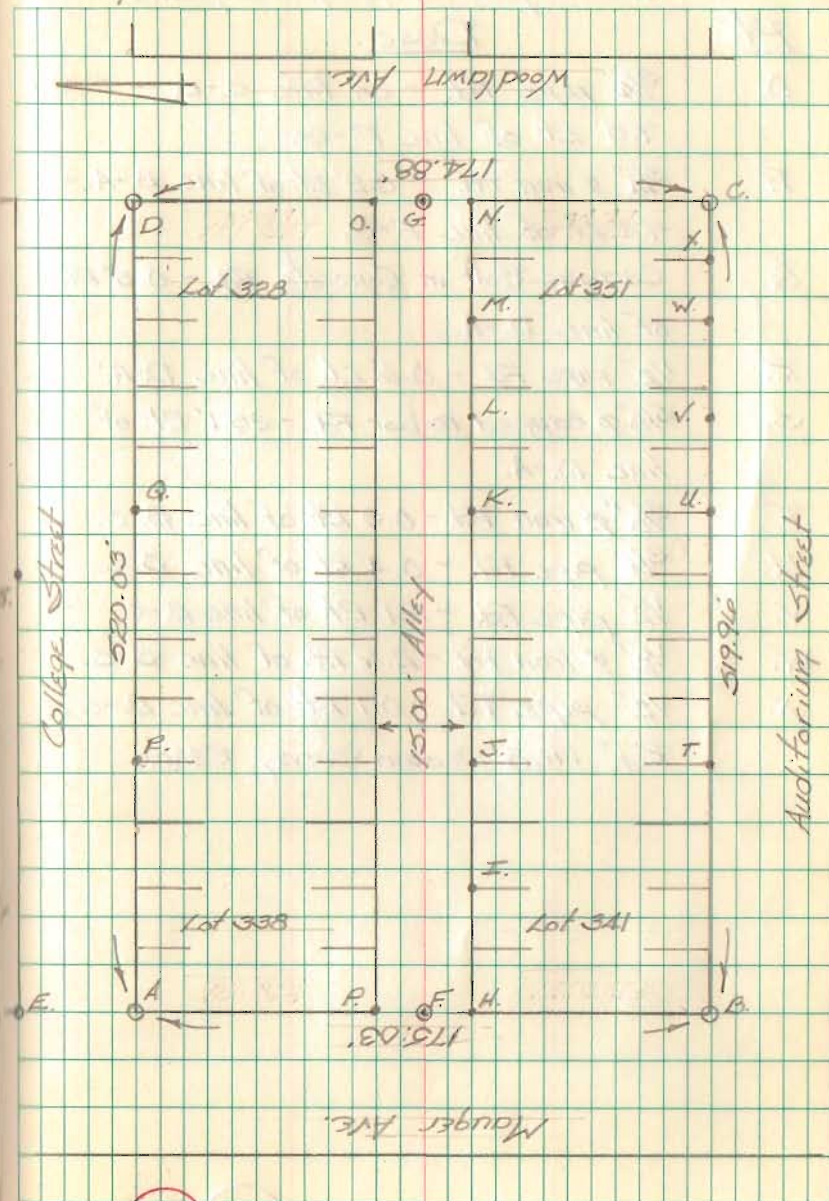 Woodlawn Ave.
174.88'
D.
O.
G.
N.
C.
X.
Lot 328
Lot 351
M.
W.
L.
V.
Q.
K.
U.
College Street
520.03'
15.00' Alley
519.96'
Auditorium Street
R.
J.
T.
I.
Lot 338
Lot 341
E.
A
P.
F.
H.
B.
175.03'
Mauger Ave.